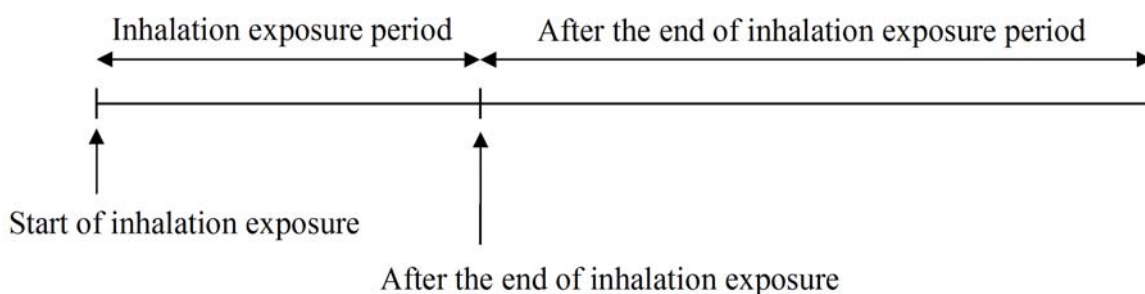 Inhalation exposure period
After the end of inhalation exposure period
Start of inhalation exposure
After the end of inhalation exposure